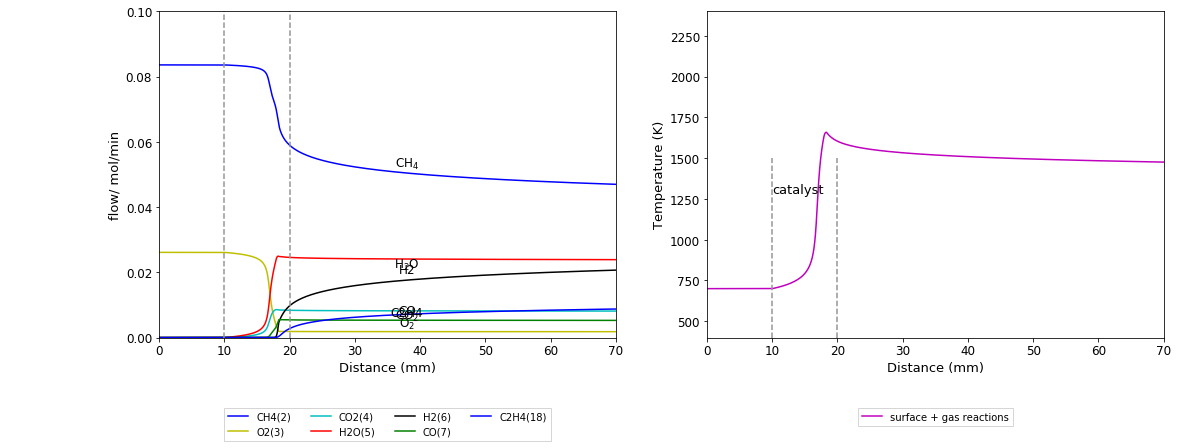 0.10
0.08
0.06
0.04
0.02
0.00
flow/ mol/min
CH₄
H₂O
H2
C2H4
O₂
0 10 20 30 40 50 60 70
Distance (mm)
CH4(2) CO2(4) H2(6) C2H4(18)
O2(3) H2O(5) CO(7)
2250
2000
1750
1500
1250
1000
750
500
Temperature (K)
catalyst
0 10 20 30 40 50 60 70
Distance (mm)
surface + gas reactions